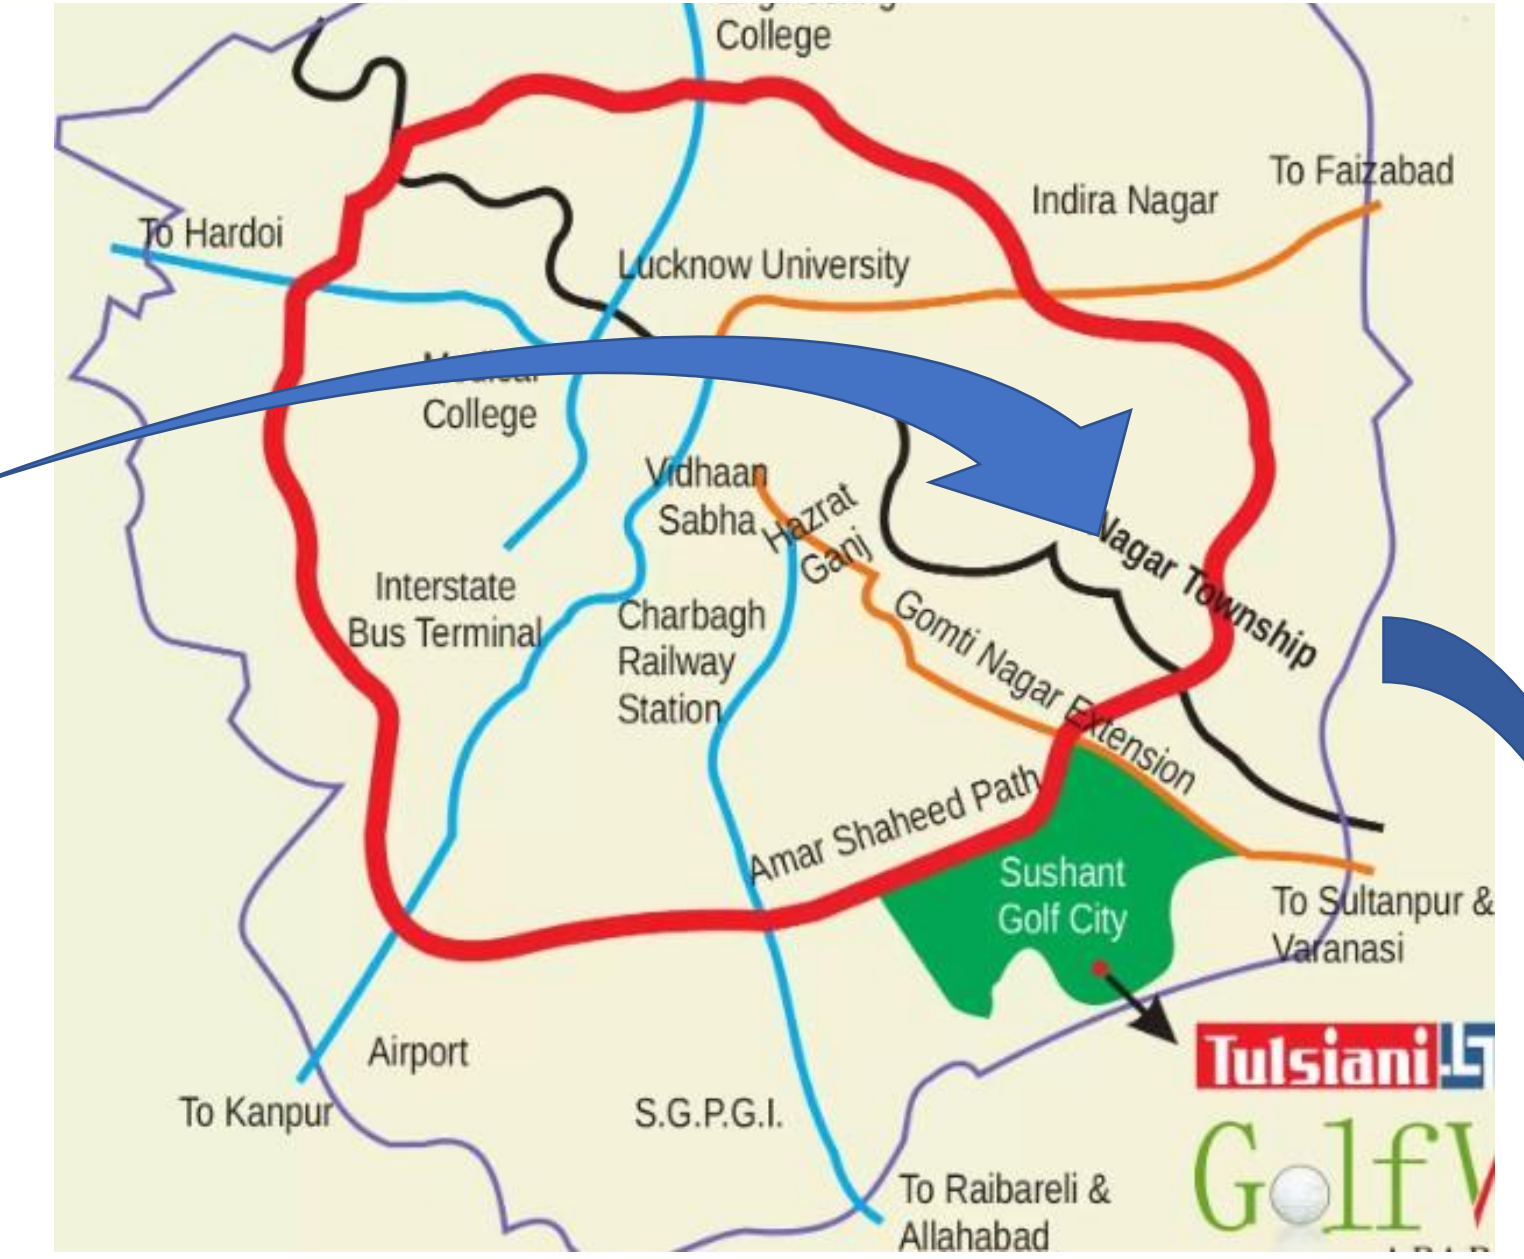 College
To Faizabad
Indira Nagar
To Hardoi
Lucknow University
College
Vidhaan
Sabha
Hazrat
Ganj
Nagar Township
Interstate
Bus Terminal
Charbagh
Railway
Station
Gomti Nagar Extension
Amar Shaheed Path
Sushant
Golf City
To Sultanpur &
Varanasi
Tulsiani
Airport
To Kanpur
S.G.P.G.I.
Golf
To Raibareli &
Allahabad